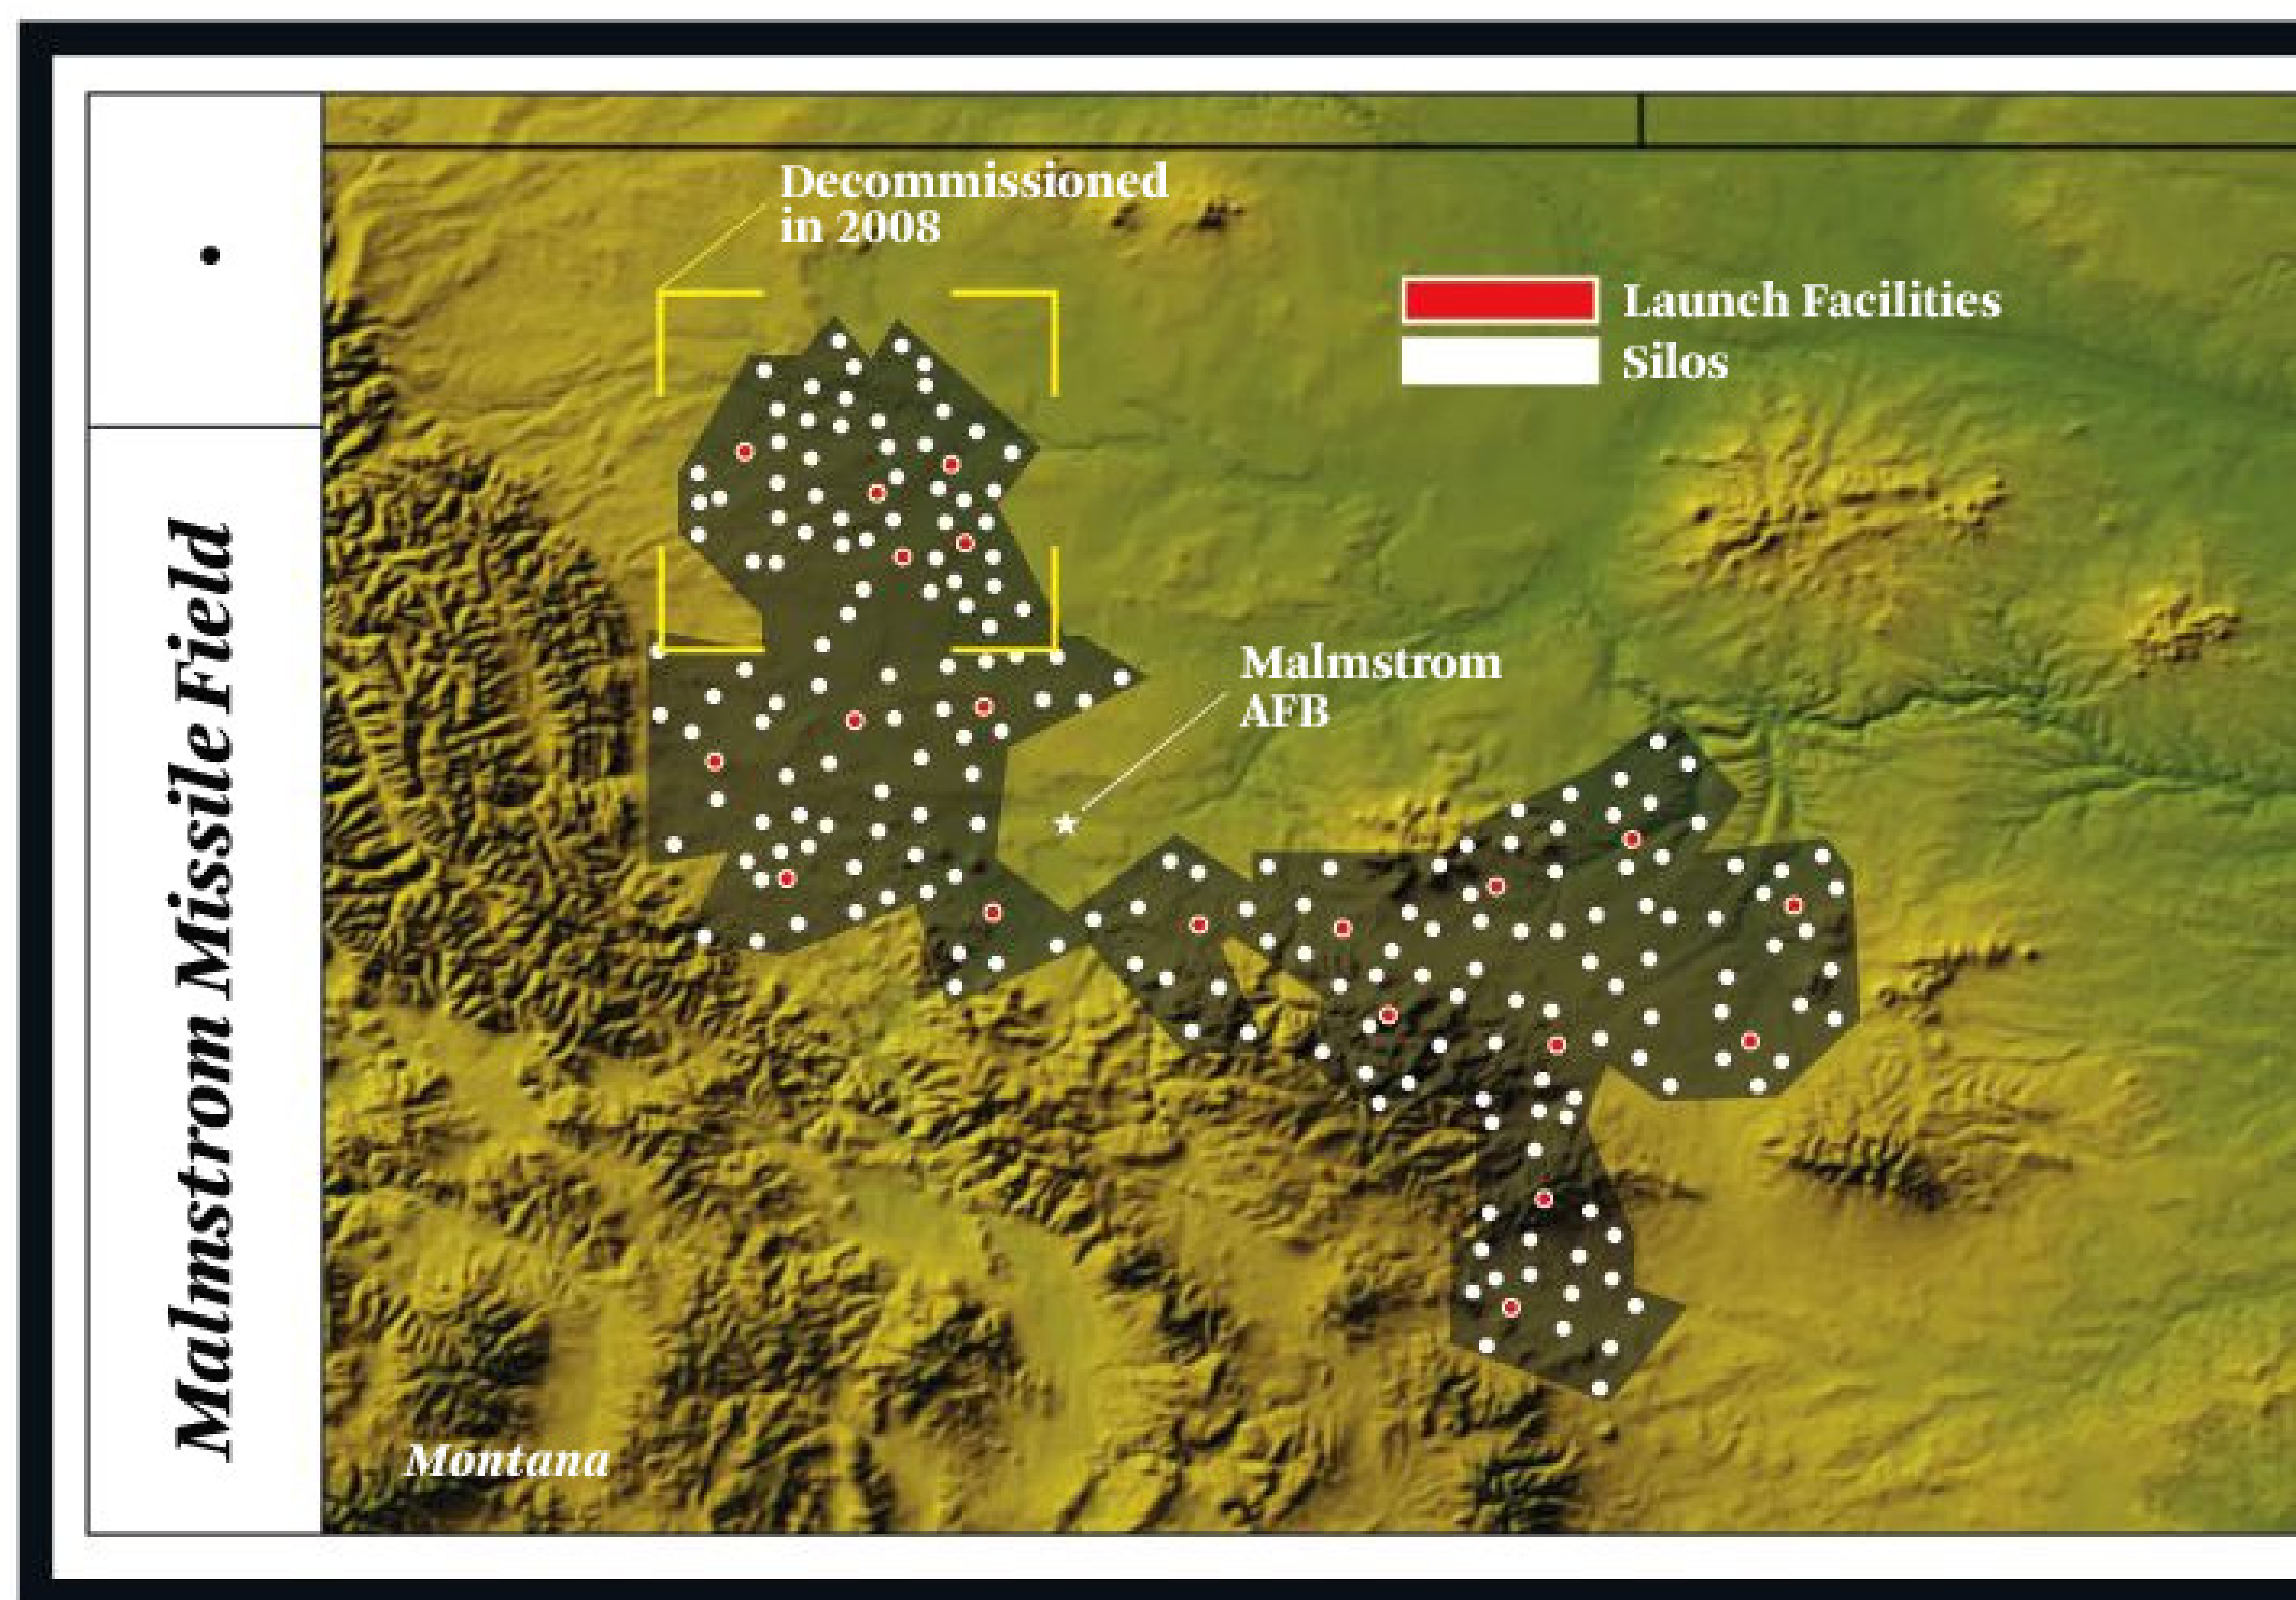 Malmstrom Missile Field
Decommissioned
in 2008
Launch Facilities
Silos
Malmstrom
AFB
Montana